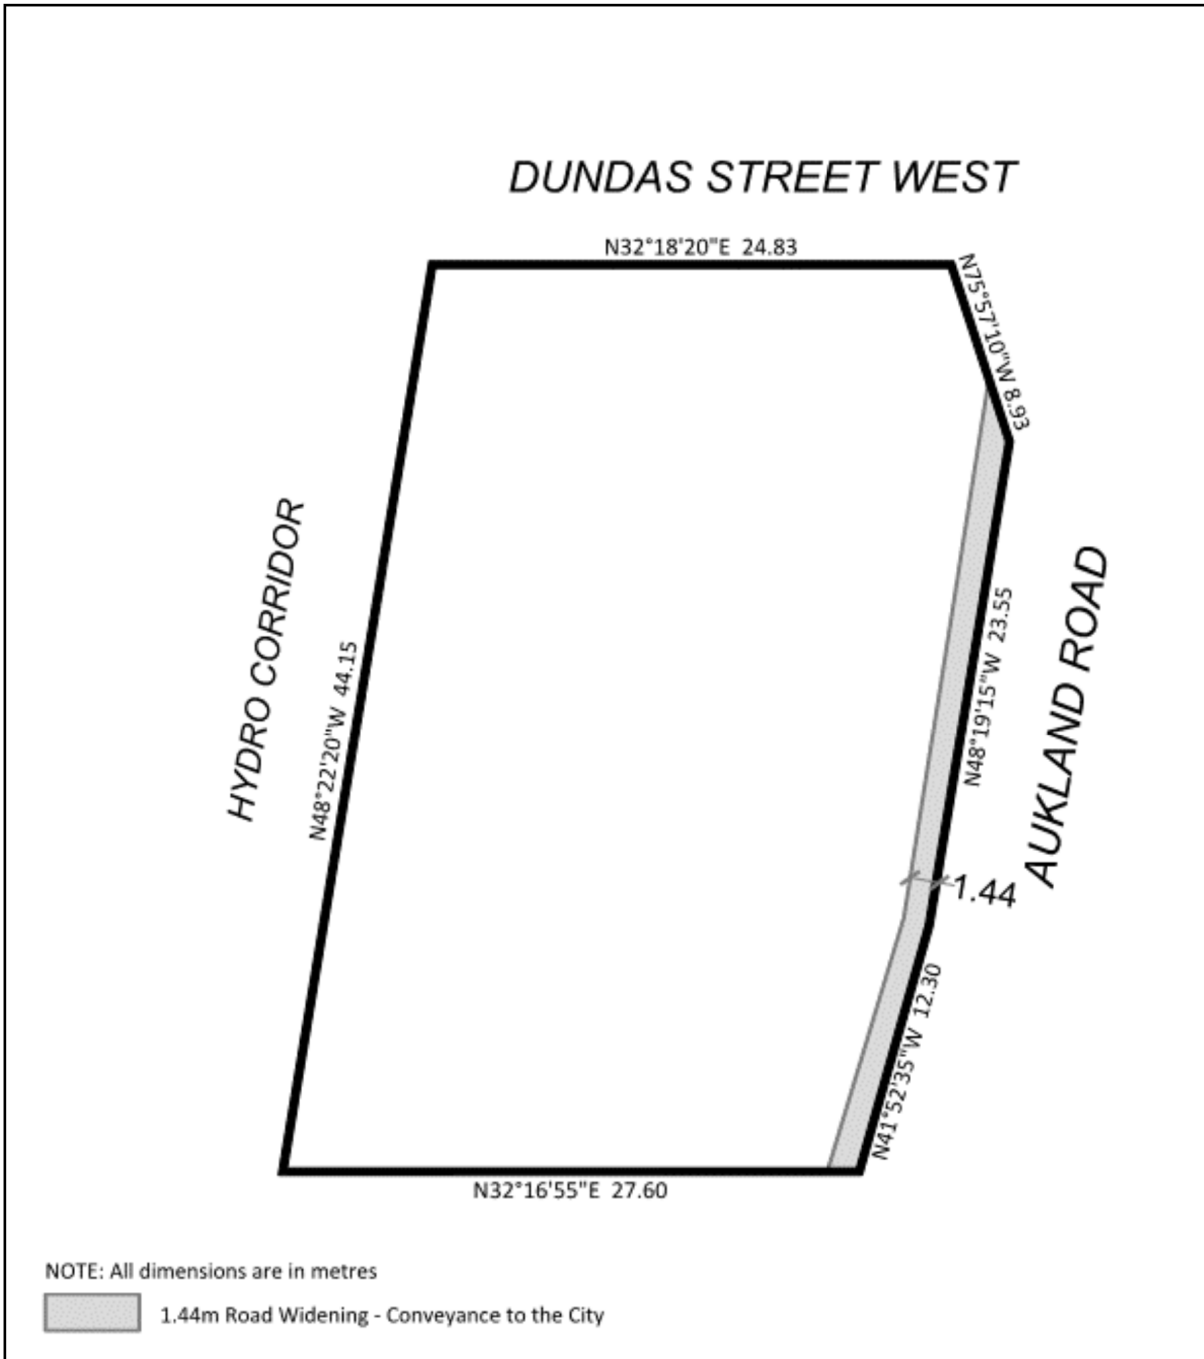 DUNDAS STREET WEST
N32°18'20"E 24.83
N75°57'10"W 8.93
HYDRO CORRIDOR
N48°22'20"W 44.15
N48°19'15"W 23.55
AUKLAND ROAD
1.44
N41°52'35"W 12.30
N32°16'55"E 27.60
NOTE: All dimensions are in metres
1.44m Road Widening - Conveyance to the City